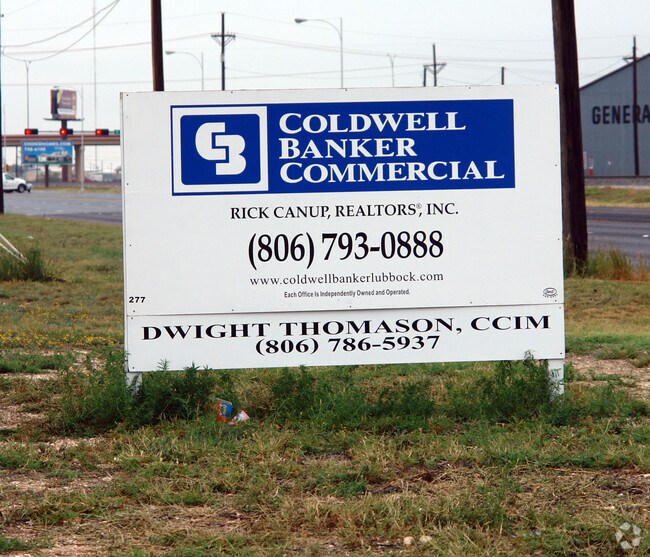 CB
COLDWELL
BANKER
COMMERCIAL
RICK CANUP, REALTORS®, INC.
(806) 793-0888
www.coldwellbankerlubbock.com
Each Office Is Independently Owned and Operated.
277
DWIGHT THOMASON, CCIM
(806) 786-5937
GENERA